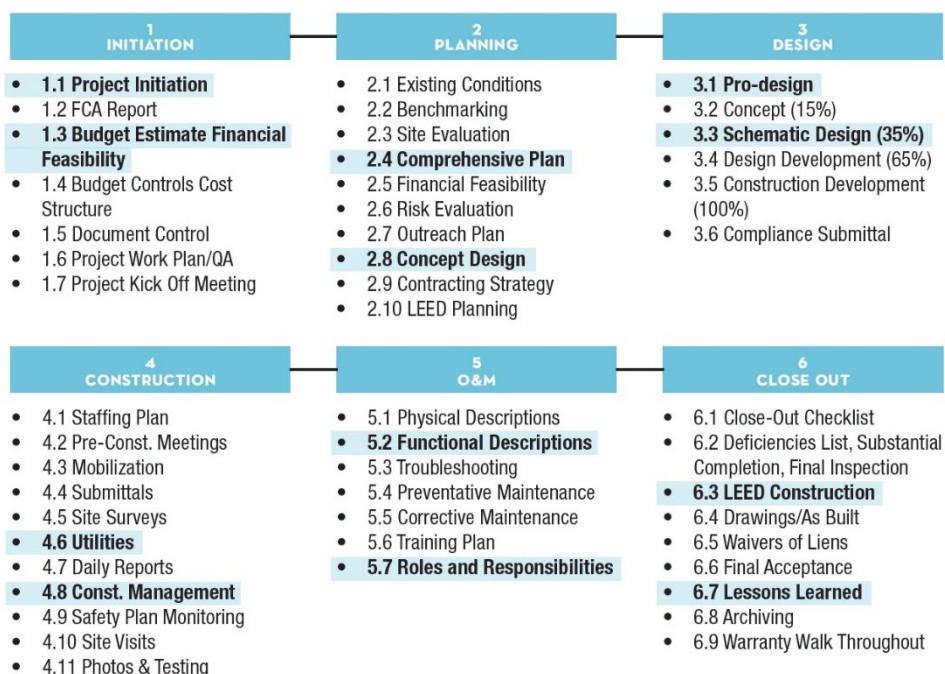 1
INITIATION
• 1.1 Project Initiation
• 1.2 FCA Report
• 1.3 Budget Estimate Financial
Feasibility
• 1.4 Budget Controls Cost
Structure
• 1.5 Document Control
• 1.6 Project Work Plan/QA
• 1.7 Project Kick Off Meeting
2
PLANNING
• 2.1 Existing Conditions
• 2.2 Benchmarking
• 2.3 Site Evaluation
• 2.4 Comprehensive Plan
• 2.5 Financial Feasibility
• 2.6 Risk Evaluation
• 2.7 Outreach Plan
• 2.8 Concept Design
• 2.9 Contracting Strategy
• 2.10 LEED Planning
3
DESIGN
• 3.1 Pro-design
• 3.2 Concept (15%)
• 3.3 Schematic Design (35%)
• 3.4 Design Development (65%)
• 3.5 Construction Development
(100%)
• 3.6 Compliance Submittal
4
CONSTRUCTION
• 4.1 Staffing Plan
• 4.2 Pre-Const. Meetings
• 4.3 Mobilization
• 4.4 Submittals
• 4.5 Site Surveys
• 4.6 Utilities
• 4.7 Daily Reports
• 4.8 Const. Management
• 4.9 Safety Plan Monitoring
• 4.10 Site Visits
• 4.11 Photos & Testing
5
O&M
• 5.1 Physical Descriptions
• 5.2 Functional Descriptions
• 5.3 Troubleshooting
• 5.4 Preventative Maintenance
• 5.5 Corrective Maintenance
• 5.6 Training Plan
• 5.7 Roles and Responsibilities
6
CLOSE OUT
• 6.1 Close-Out Checklist
• 6.2 Deficiencies List, Substantial
Completion, Final Inspection
• 6.3 LEED Construction
• 6.4 Drawings/As Built
• 6.5 Waivers of Liens
• 6.6 Final Acceptance
• 6.7 Lessons Learned
• 6.8 Archiving
• 6.9 Warranty Walk Throughout